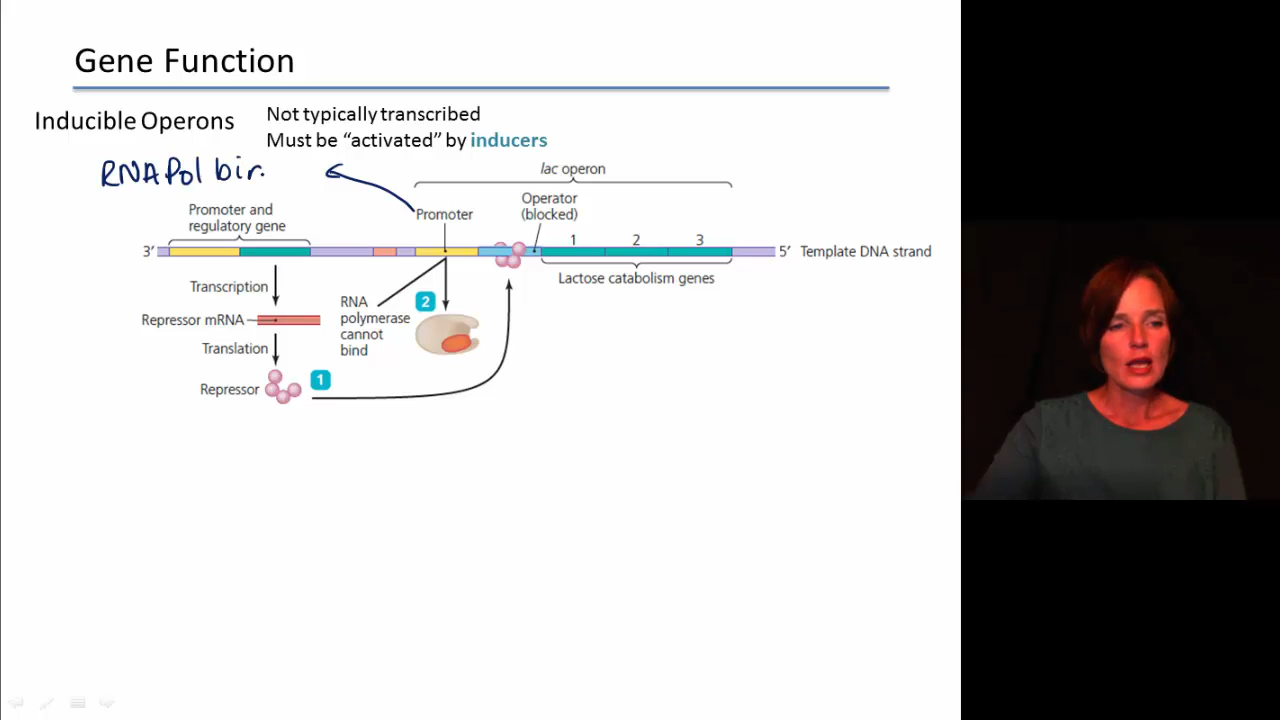 Gene Function
Inducible Operons
Not typically transcribed
Must be “activated” by inducers
RNA Pol
lac operon
Promoter and
regulatory gene
Promoter
Operator
(blocked)
1 2 3
3’
5’ Template DNA strand
Lactose catabolism genes
Transcription
Repressor mRNA
Translation
Repressor
1
RNA
polymerase
cannot
bind
2